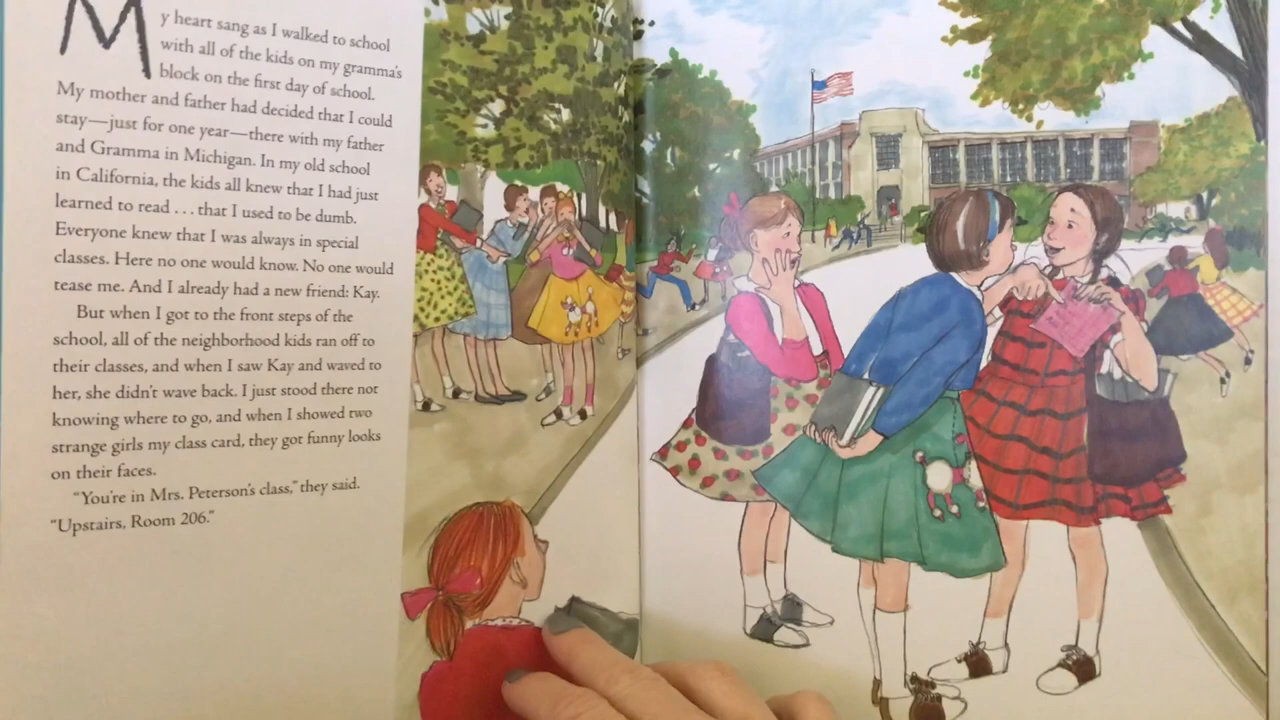 My heart sang as I walked to school
with all of the kids on my gramma's
block on the first day of school.
My mother and father had decided that I could
stay—just for one year—there with my father
and Gramma in Michigan. In my old school
in California, the kids all knew that I had just
learned to read . . . that I used to be dumb.
Everyone knew that I was always in special
classes. Here no one would know. No one would
tease me. And I already had a new friend: Kay.
But when I got to the front steps of the
school, all of the neighborhood kids ran off to
their classes, and when I saw Kay and waved to
her, she didn't wave back. I just stood there not
knowing where to go, and when I showed two
strange girls my class card, they got funny looks
on their faces.
"You're in Mrs. Peterson's class," they said.
"Upstairs, Room 206."